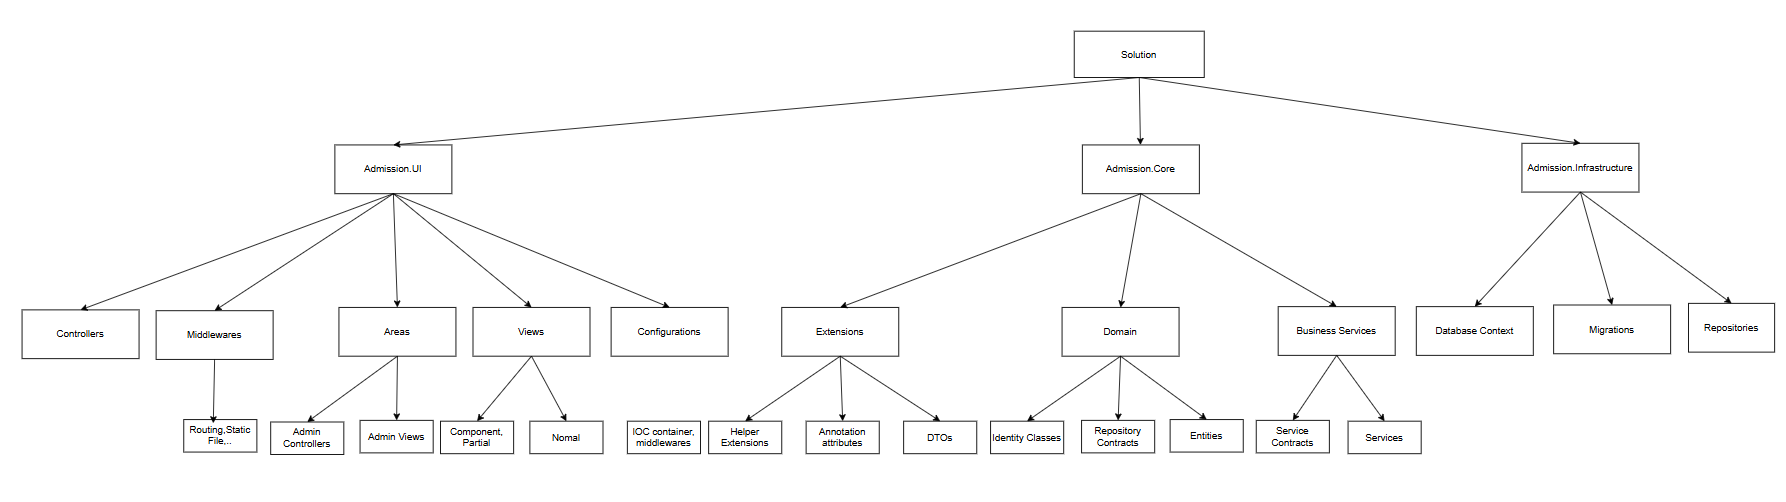 Solution
Admission.UI
Admission.Core
Admission.Infrastructure
Controllers
Middlewares
Areas
Views
Configurations
Extensions
Domain
Business Services
Database Context
Migrations
Repositories
Routing,Static
File,..
Admin
Controllers
Admin Views
Component,
Partial
Nomal
IOC container,
middlewares
Helper
Extensions
Annotation
attributes
DTOs
Identity Classes
Repository
Contracts
Entities
Service
Contracts
Services